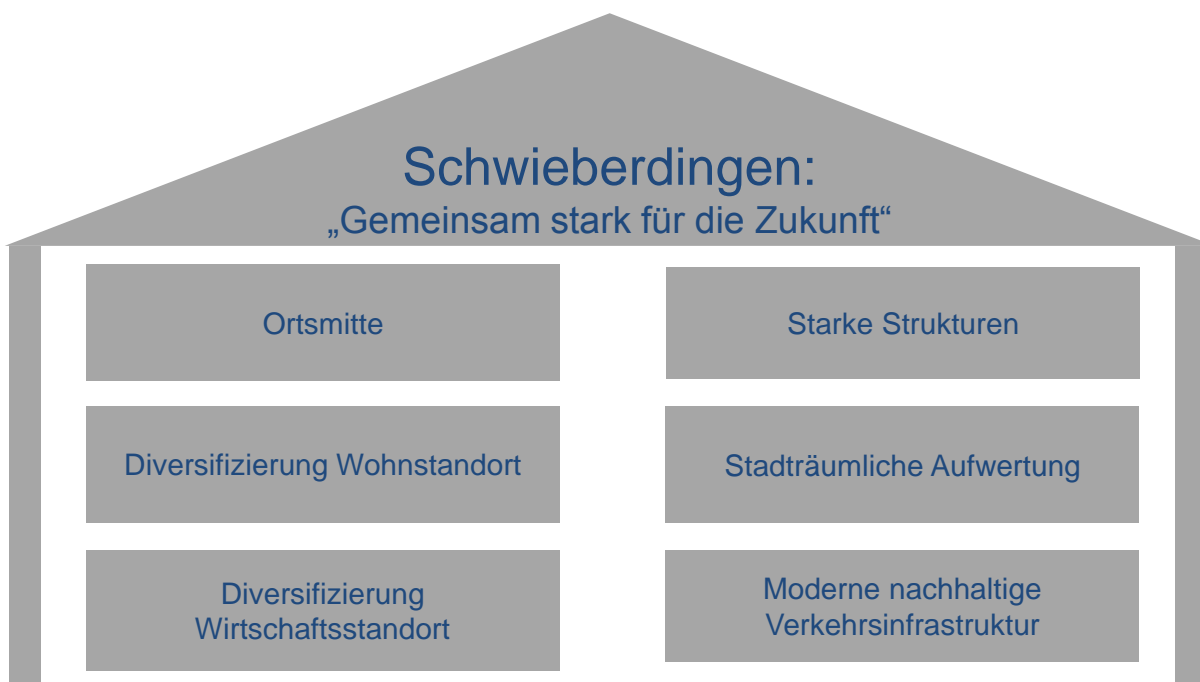 Schwieberdingen:
„Gemeinsam stark für die Zukunft“
Ortsmitte
Starke Strukturen
Diversifizierung Wohnstandort
Stadträumliche Aufwertung
Diversifizierung
Wirtschaftsstandort
Moderne nachhaltige
Verkehrsinfrastruktur